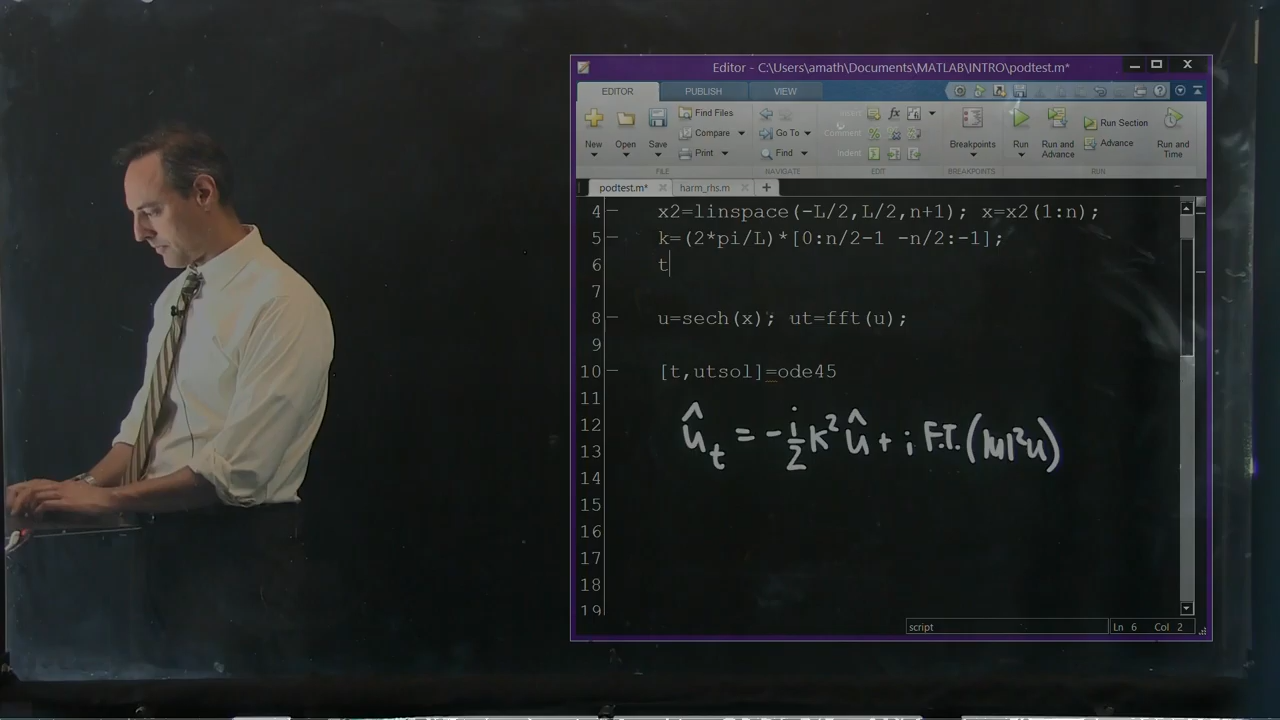 Editor - C:\Users\amath\Documents\MATLAB\INTRO\podtest.m*
EDITOR PUBLISH VIEW
New Open Save Find Files Compare Print Go To Find Insert Comment Indent Breakpoints Run Run and Advance Run Section Advance Run and Time
FILE NAVIGATE EDIT BREAKPOINTS RUN
podtest.m* harm_rhs.m
4 x2=linspace(-L/2,L/2,n+1); x=x2(1:n);
5 k=(2*pi/L)*[0:n/2-1 -n/2:-1];
6 t
7
8 u=sech(x); ut=fft(u);
9
10 [t,utsol]=ode45
11
12
13
û_t = -i/2 k² û + i F.T.(|u|²u)
14
15
16
17
18
19
script Ln 6 Col 2